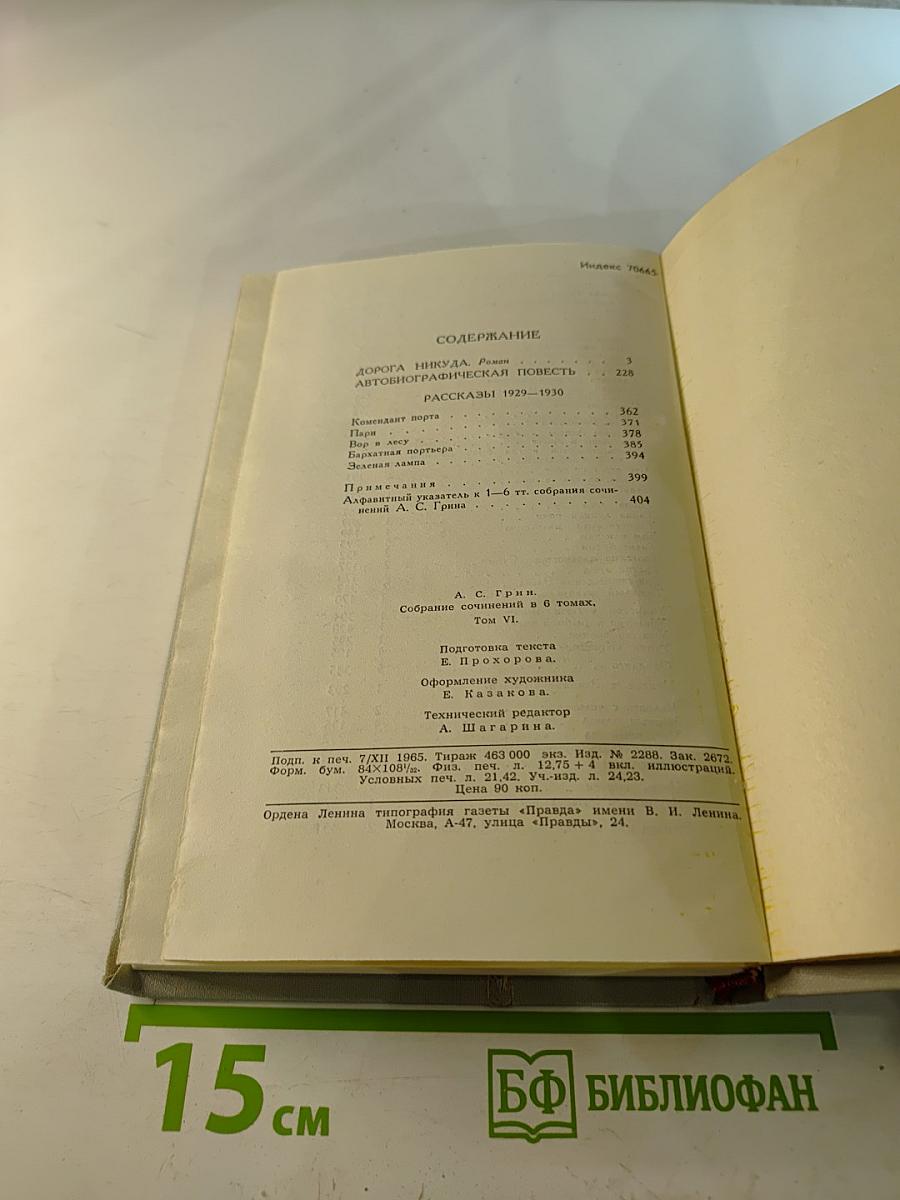 Индекс 70665.
СОДЕРЖАНИЕ
ДОРОГА НИКУДА. Роман . . . . . . . 3
АВТОБИОГРАФИЧЕСКАЯ ПОВЕСТЬ . . 228
РАССКАЗЫ 1929—1930
Комендант порта . . . . . . . . . . . . 362
Пари . . . . . . . . . . . . . . . . 371
Вор в лесу . . . . . . . . . . . . . . 378
Бархатная портьера . . . . . . . . . . . 385
Зеленая лампа . . . . . . . . . . . . . 394
Примечания . . . . . . . . . . . . . 399
Алфавитный указатель к 1—6 тт. собрания сочи-
нений А. С. Грина . . . . . . . . . . 404
А. С. Грин.
Собрание сочинений в 6 томах.
Том VI.
Подготовка текста
Е. Прохорова.
Оформление художника
Е. Казакова.
Технический редактор
А. Шагарина.
Подп. к печ. 7/XII 1965. Тираж 463 000 экз. Изд. № 2288. Зак. 2672.
Форм. бум. 84×108¹/₃₂. Физ. печ. л. 12,75 + 4 вкл. иллюстраций.
Условных печ. л. 21,42. Уч.-изд. л. 24,23.
Цена 90 коп.
Ордена Ленина типография газеты «Правда» имени В. И. Ленина.
Москва, А-47, улица «Правды», 24.
15 см
БФ БИБЛИОФАН